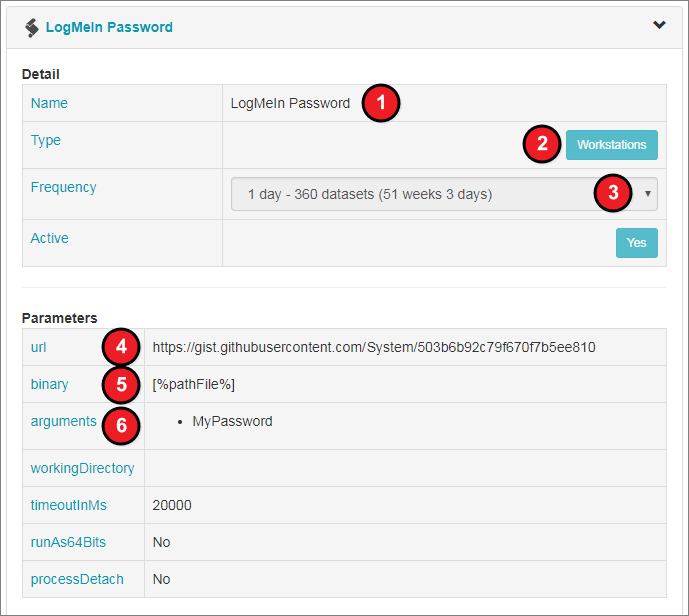 LogMeIn Password
Detail
Name LogMeIn Password 1
Type 2 Workstations
Frequency 1 day - 360 datasets (51 weeks 3 days) 3
Active Yes
Parameters
url 4 https://gist.githubusercontent.com/System/503b6b92c79f670f7b5ee810
binary 5 [%pathFile%]
arguments 6 • MyPassword
workingDirectory
timeoutInMs 20000
runAs64Bits No
processDetach No